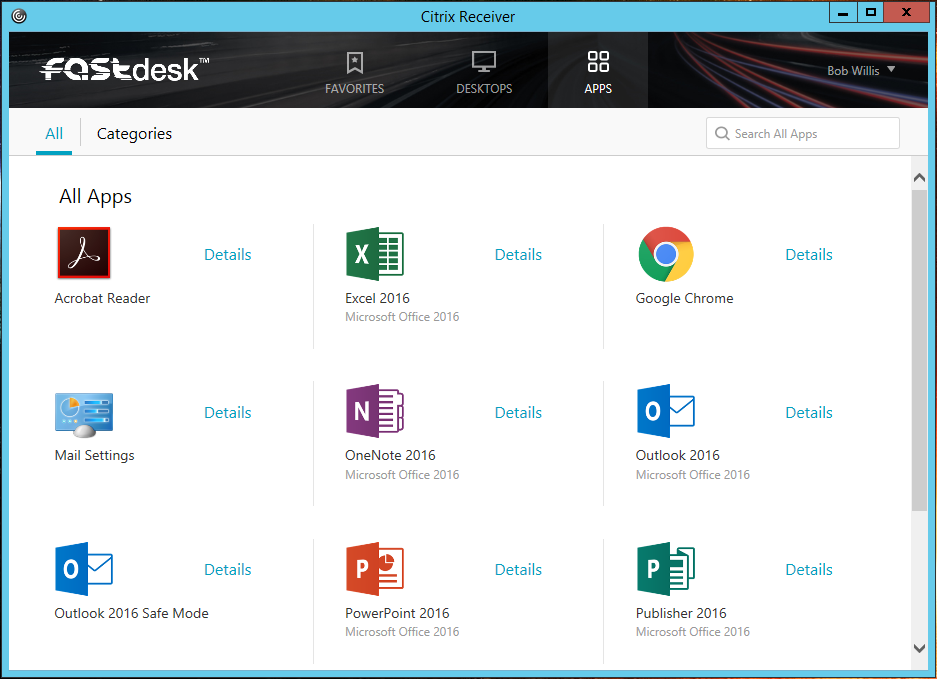 Citrix Receiver
fastdesk™
FAVORITES
DESKTOPS
APPS
Bob Willis
All
Categories
Search All Apps
All Apps
Details
Details
Details
Acrobat Reader
Excel 2016
Google Chrome
Microsoft Office 2016
Details
Details
Details
Mail Settings
OneNote 2016
Outlook 2016
Microsoft Office 2016
Microsoft Office 2016
Details
Details
Details
Outlook 2016 Safe Mode
PowerPoint 2016
Publisher 2016
Microsoft Office 2016
Microsoft Office 2016